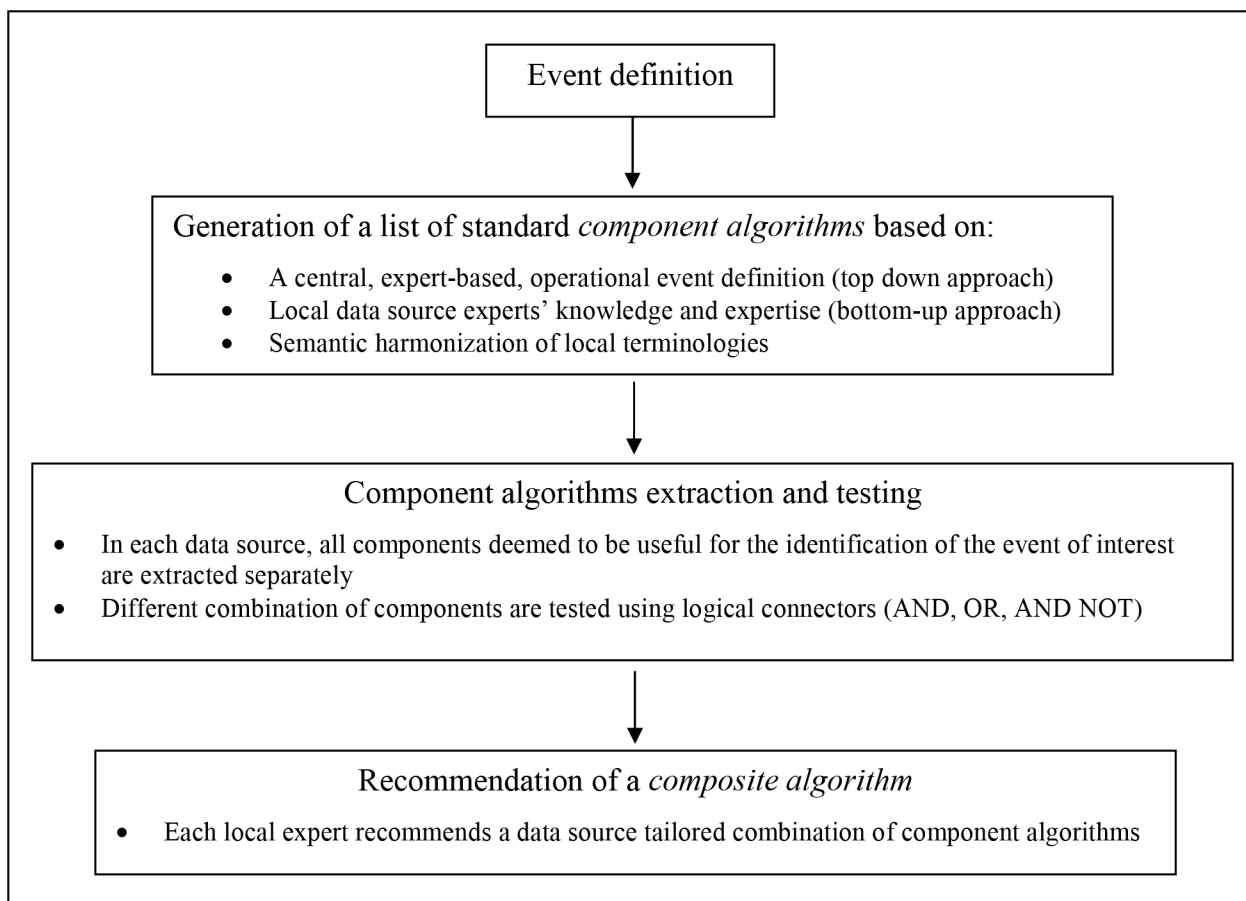 Event definition
Generation of a list of standard component algorithms based on:
• A central, expert-based, operational event definition (top down approach)
• Local data source experts’ knowledge and expertise (bottom-up approach)
• Semantic harmonization of local terminologies
Component algorithms extraction and testing
• In each data source, all components deemed to be useful for the identification of the event of interest
are extracted separately
• Different combination of components are tested using logical connectors (AND, OR, AND NOT)
Recommendation of a composite algorithm
• Each local expert recommends a data source tailored combination of component algorithms